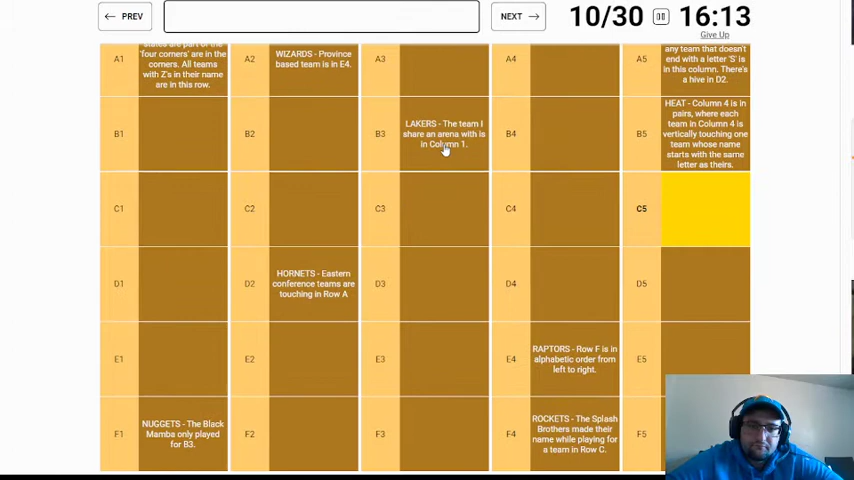 ← PREV
NEXT →
10/30
16:13
Give Up
A1
states are part of the
'four corners' are in the
corners. All teams
with Z's in their name
are in this row.
A2
WIZARDS - Province
based team is in E4.
A3
A4
A5
any team that doesn't
end with a letter 'S' is
in this column. There's
a hive in D2.
B1
B2
B3
LAKERS - The team I
share an arena with is
in Column 1.
B4
B5
HEAT - Column 4 is in
pairs, where each
team in Column 4 is
vertically touching one
team whose name
starts with the same
letter as theirs.
C1
C2
C3
C4
C5
D1
D2
HORNETS - Eastern
conference teams are
touching in Row A
D3
D4
D5
E1
E2
E3
E4
RAPTORS - Row F is in
alphabetic order from
left to right.
E5
F1
NUGGETS - The Black
Mamba only played
for B3.
F2
F3
F4
ROCKETS - The Splash
Brothers made their
name while playing for
a team in Row C.
F5